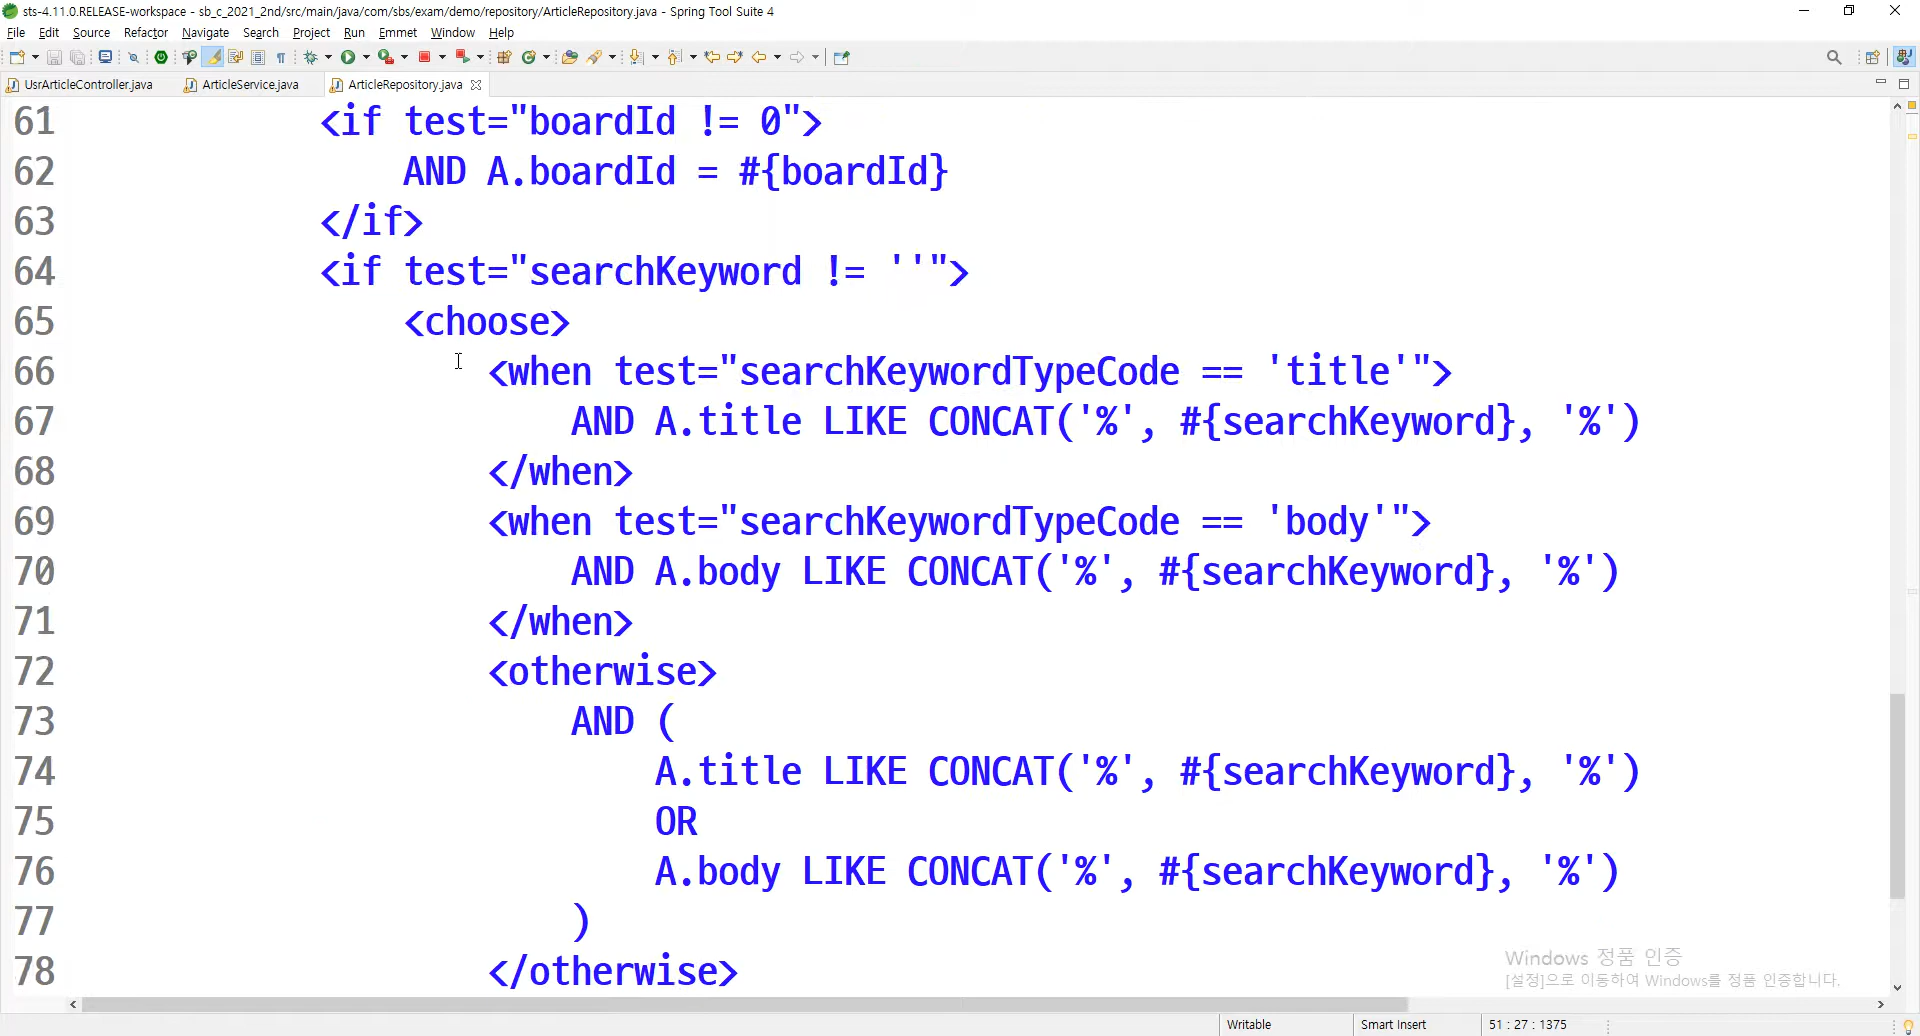 sts-4.11.0.RELEASE-workspace - sb_c_2021_2nd/src/main/java/com/sbs/exam/demo/repository/ArticleRepository.java - Spring Tool Suite 4
File Edit Source Refactor Navigate Search Project Run Emmet Window Help
UsrArticleController.java ArticleService.java ArticleRepository.java
61 <if test="boardId != 0">
62 AND A.boardId = #{boardId}
63 </if>
64 <if test="searchKeyword != ''">
65 <choose>
66 <when test="searchKeywordTypeCode == 'title'">
67 AND A.title LIKE CONCAT('%', #{searchKeyword}, '%')
68 </when>
69 <when test="searchKeywordTypeCode == 'body'">
70 AND A.body LIKE CONCAT('%', #{searchKeyword}, '%')
71 </when>
72 <otherwise>
73 AND (
74 A.title LIKE CONCAT('%', #{searchKeyword}, '%')
75 OR
76 A.body LIKE CONCAT('%', #{searchKeyword}, '%')
77 )
78 </otherwise>
Windows 정품 인증
[설정]으로 이동하여 Windows를 정품 인증합니다.
Writable Smart Insert 51 : 27 : 1375